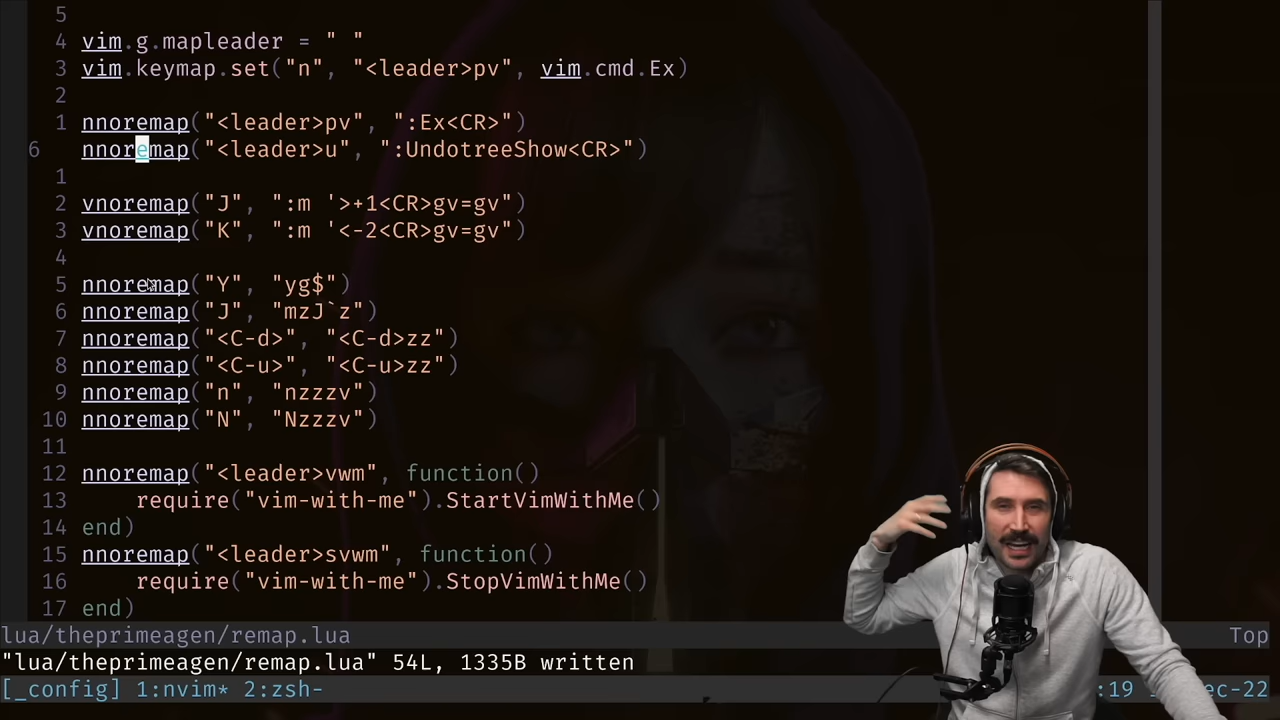 5
4 vim.g.mapleader = " "
3 vim.keymap.set("n", "<leader>pv", vim.cmd.Ex)
2
1 nnoremap("<leader>pv", ":Ex<CR>")
6 nnoremap("<leader>u", ":UndotreeShow<CR>")
1
2 vnoremap("J", ":m '>+1<CR>gv=gv")
3 vnoremap("K", ":m '<-2<CR>gv=gv")
4
5 nnoremap("Y", "yg$")
6 nnoremap("J", "mzJ`z")
7 nnoremap("<C-d>", "<C-d>zz")
8 nnoremap("<C-u>", "<C-u>zz")
9 nnoremap("n", "nzzzv")
10 nnoremap("N", "Nzzzv")
11
12 nnoremap("<leader>vwm", function()
13 require("vim-with-me").StartVimWithMe()
14 end)
15 nnoremap("<leader>svwm", function()
16 require("vim-with-me").StopVimWithMe()
17 end)
lua/theprimeagen/remap.lua Top
"lua/theprimeagen/remap.lua" 54L, 1335B written
[_config] 1:nvim* 2:zsh- :19 ec-22